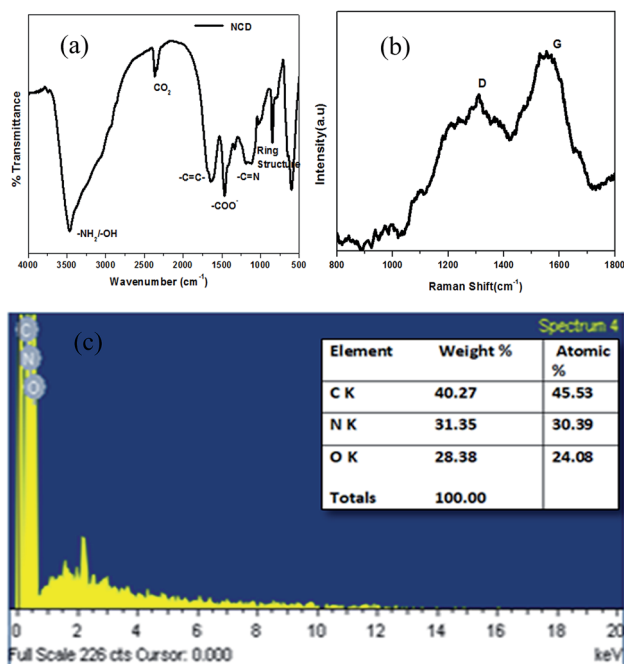 (a)
NCD
CO₂
-C=C-
-COO⁻
-C=N
Ring
Structure
-NH₂/-OH
% Transmittance
4000 3500 3000 2500 2000 1500 1000 500
Wavenumber (cm⁻¹)
(b)
D
G
Intensity(a.u)
800 1000 1200 1400 1600 1800
Raman Shift(cm⁻¹)
(c)
C
N
O
Spectrum 4
Element Weight % Atomic
%
C K 40.27 45.53
N K 31.35 30.39
O K 28.38 24.08
Totals 100.00
0 2 4 6 8 10 12 14 16 18 20
Full Scale 226 cts Cursor: 0.000 keV